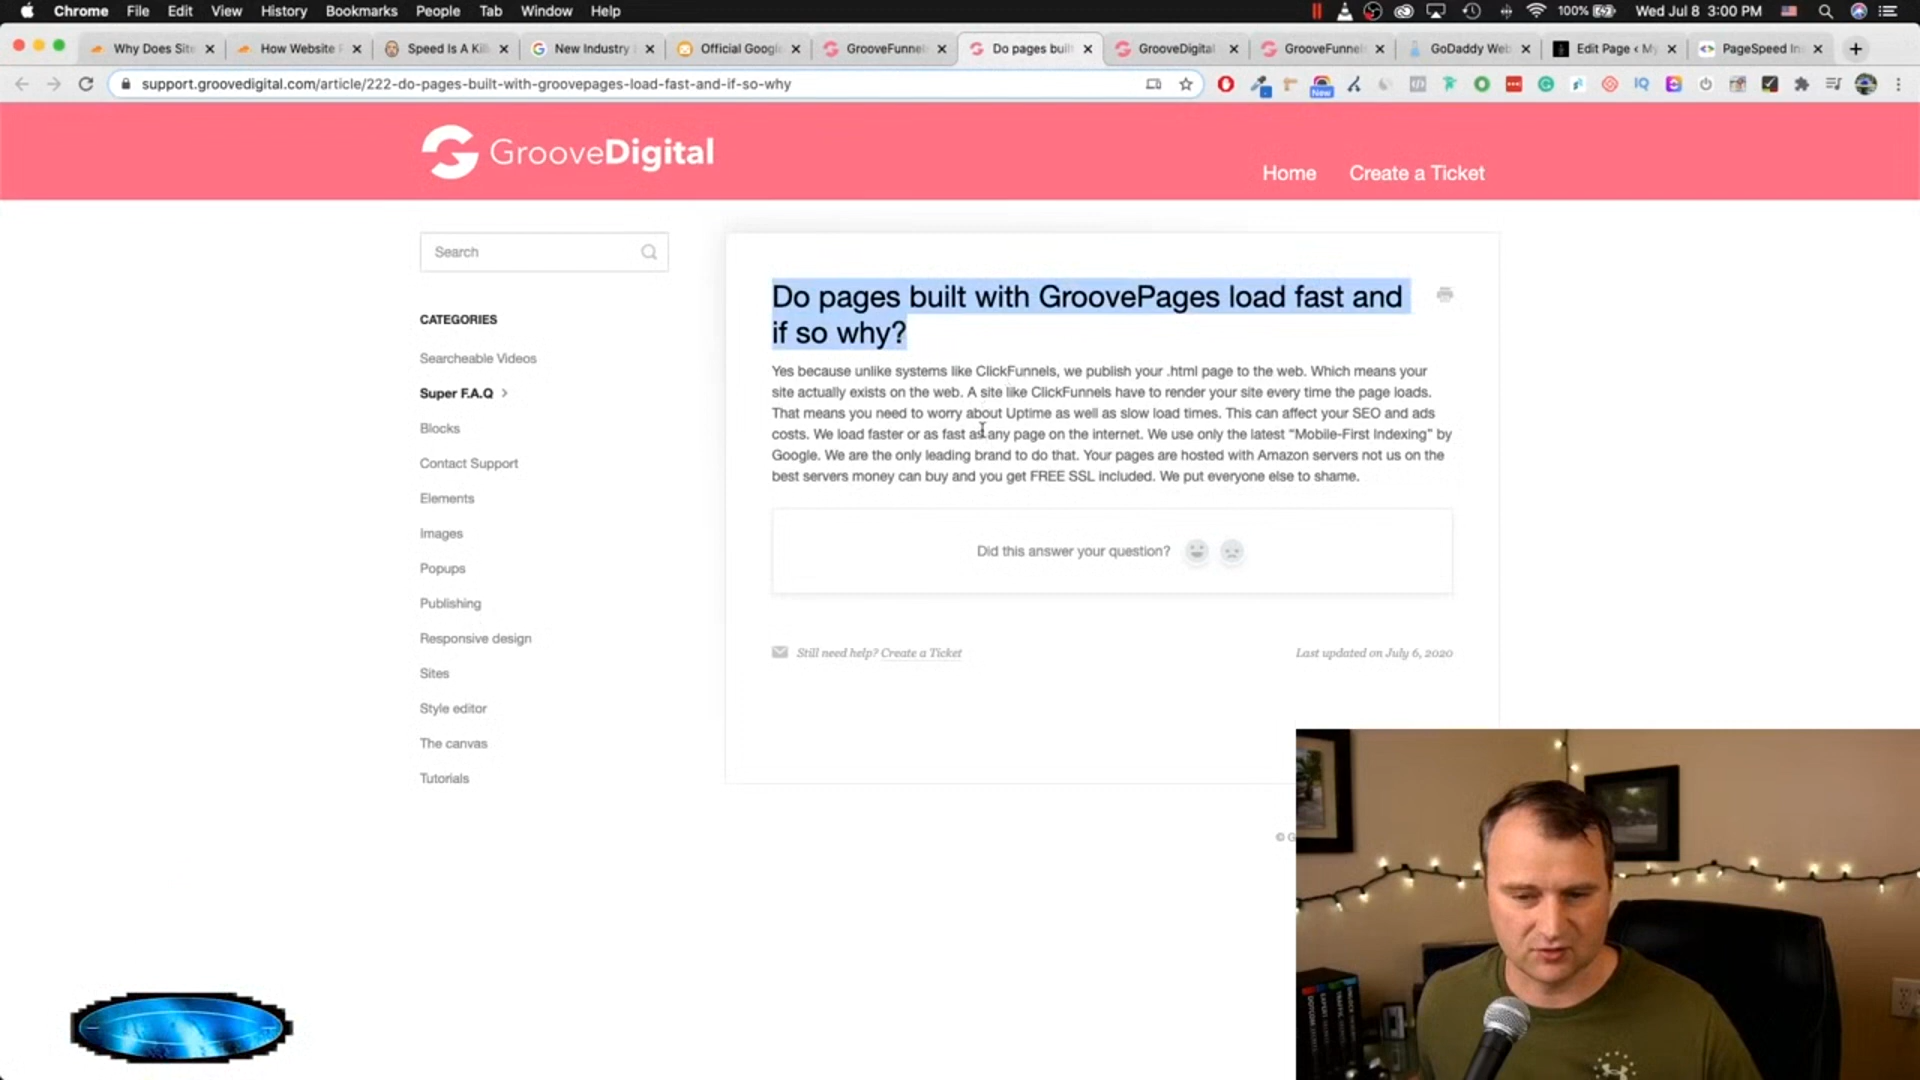 Chrome File Edit View History Bookmarks People Tab Window Help
100% Wed Jul 8 3:00 PM
Why Does Site
How Website
Speed Is A Ki
New Industry
Official Googl
GrooveFunnel
Do pages buil
GrooveDigital
GrooveFunnel
GoDaddy Web
Edit Page ‹ My
PageSpeed In
support.groovedigital.com/article/222-do-pages-built-with-groovepages-load-fast-and-if-so-why
New
IQ
GrooveDigital
Home Create a Ticket
Search
CATEGORIES
Searcheable Videos
Super F.A.Q
Blocks
Contact Support
Elements
Images
Popups
Publishing
Responsive design
Sites
Style editor
The canvas
Tutorials
Do pages built with GroovePages load fast and
if so why?
Yes because unlike systems like ClickFunnels, we publish your .html page to the web. Which means your
site actually exists on the web. A site like ClickFunnels have to render your site every time the page loads.
That means you need to worry about Uptime as well as slow load times. This can affect your SEO and ads
costs. We load faster or as fast as any page on the internet. We use only the latest “Mobile-First Indexing” by
Google. We are the only leading brand to do that. Your pages are hosted with Amazon servers not us on the
best servers money can buy and you get FREE SSL included. We put everyone else to shame.
Did this answer your question?
Still need help? Create a Ticket
Last updated on July 6, 2020
© G